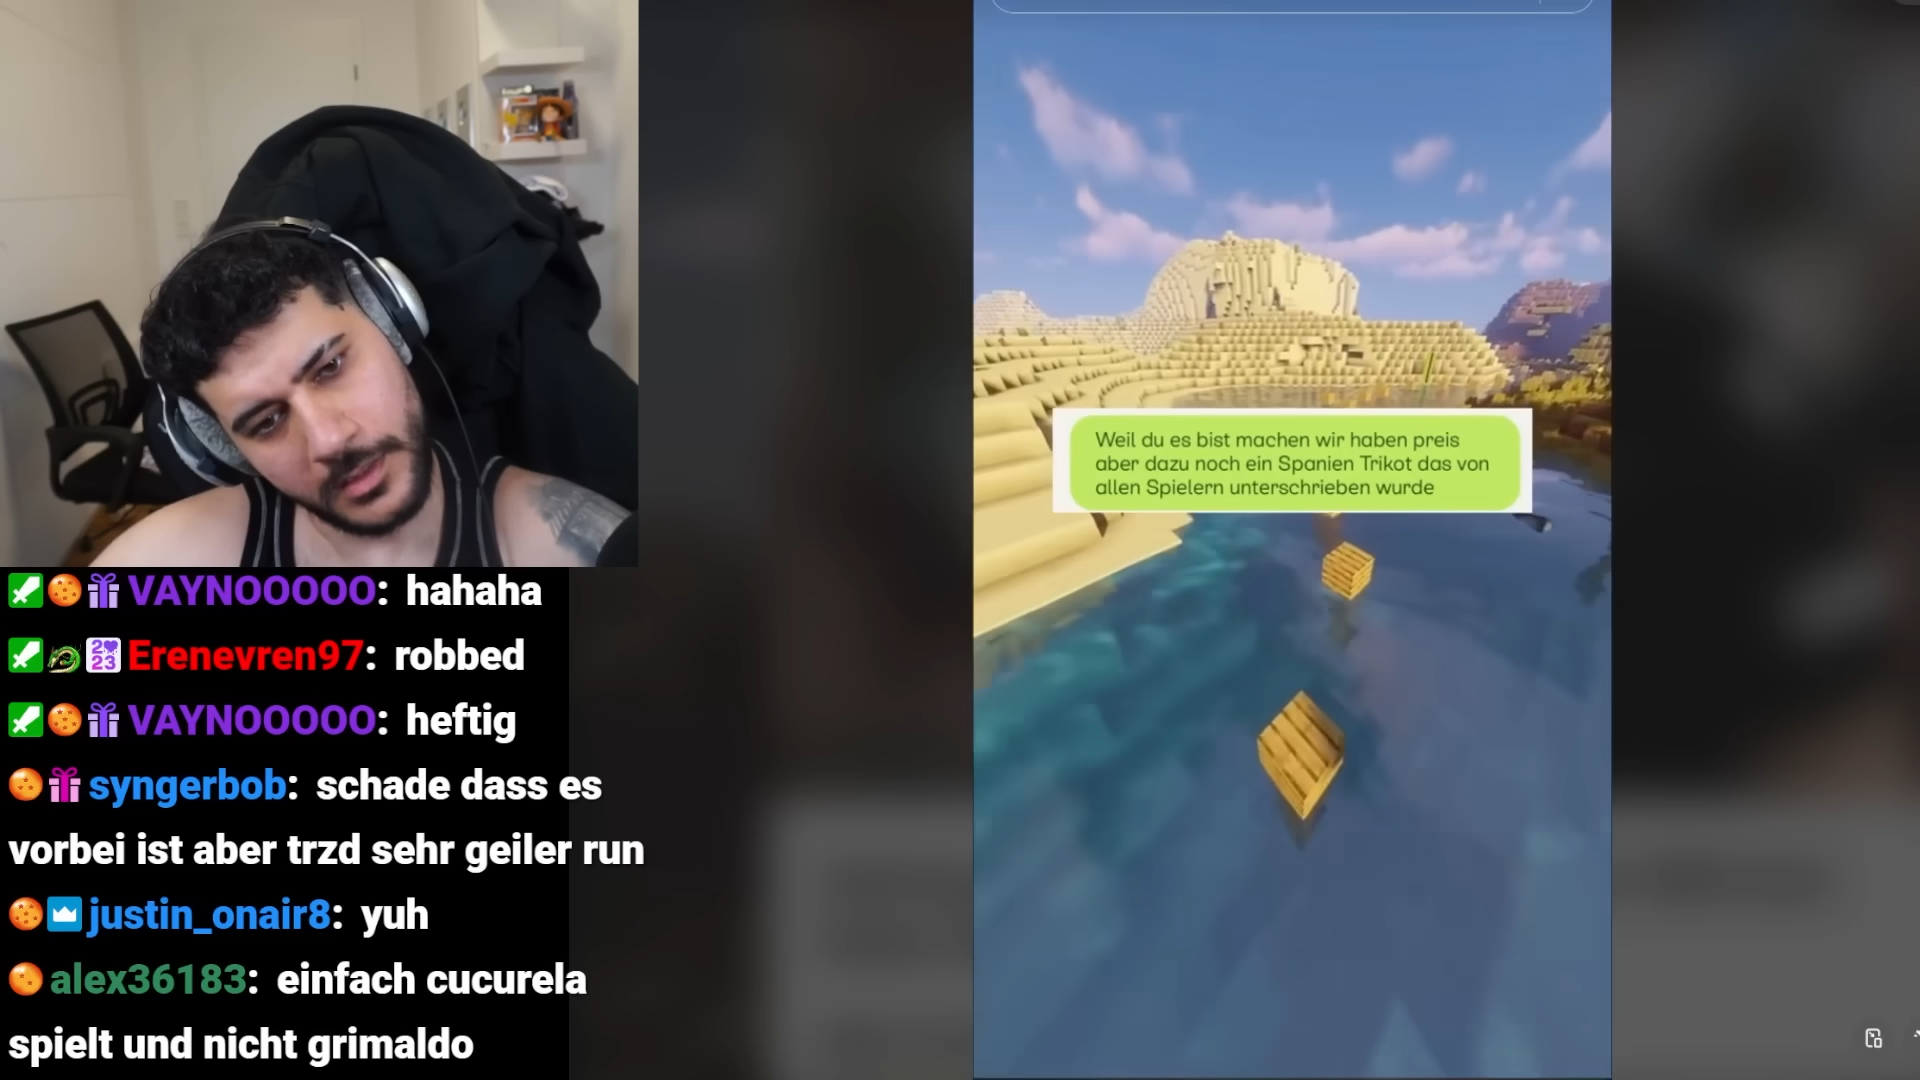 VAYNOOOOO: hahaha
Erenevren97: robbed
VAYNOOOOO: heftig
syngerbob: schade dass es
vorbei ist aber trzd sehr geiler run
justin_onair8: yuh
alex36183: einfach cucurela
spielt und nicht grimaldo
Weil du es bist machen wir haben preis
aber dazu noch ein Spanien Trikot das von
allen Spielern unterschrieben wurde